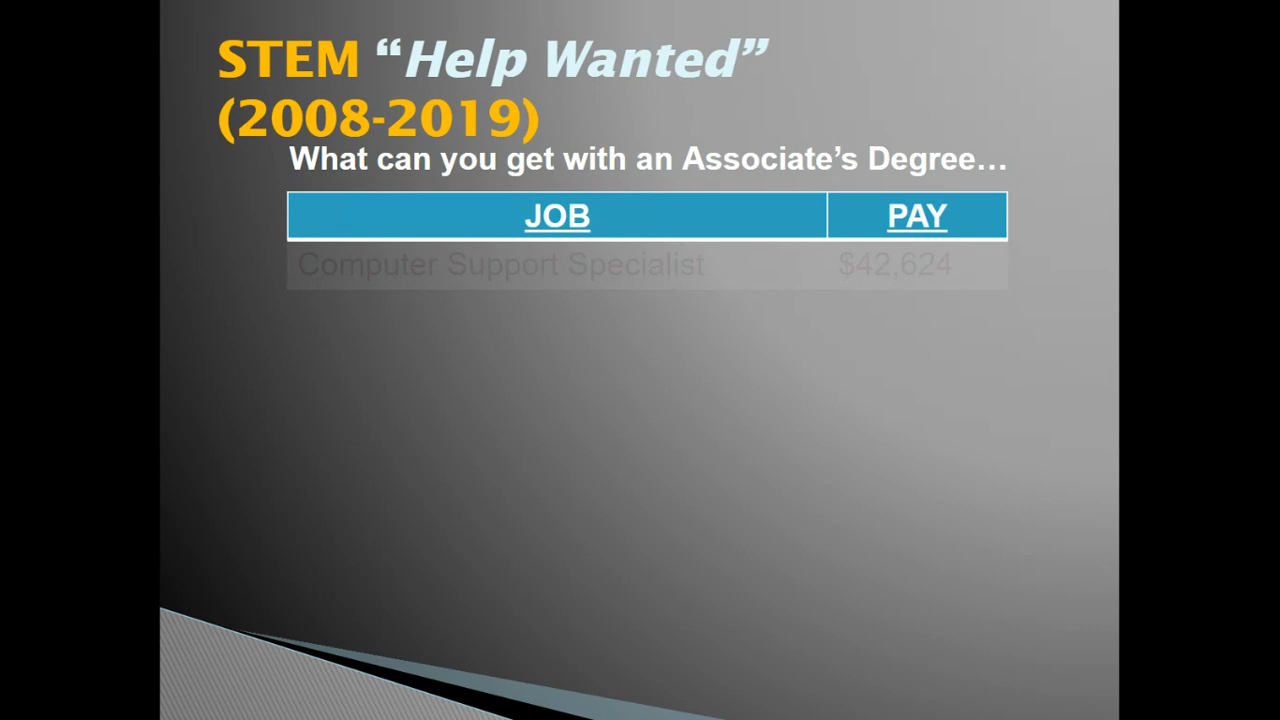 STEM “Help Wanted”
(2008-2019)
What can you get with an Associate’s Degree…
JOB PAY
Computer Support Specialist $42,624